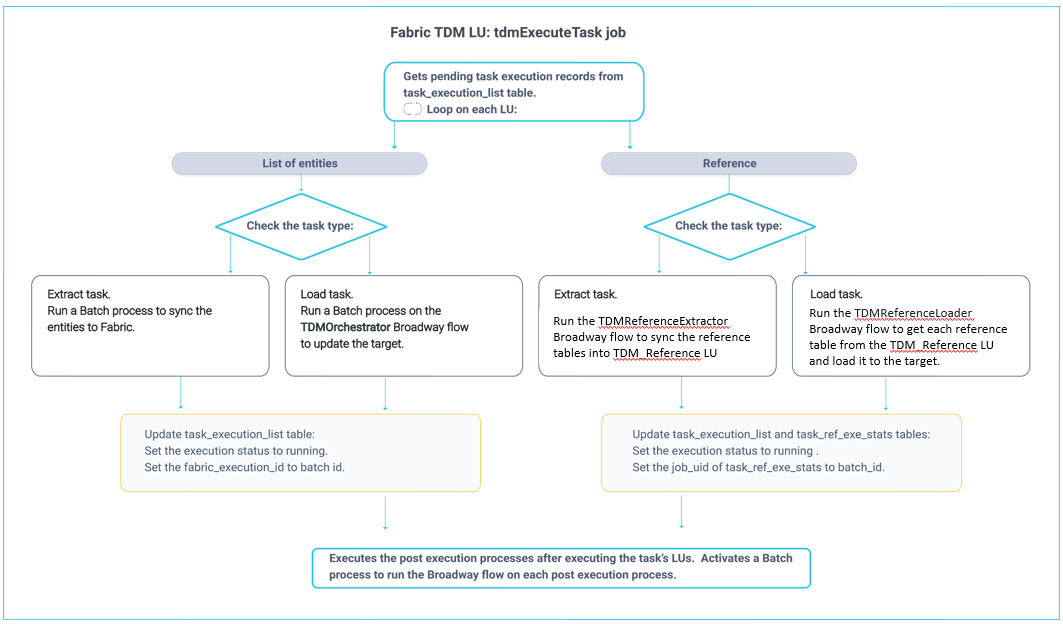 Fabric TDM LU: tdmExecuteTask job
Gets pending task execution records from
task_execution_list table.
Loop on each LU:
List of entities
Reference
Check the task type:
Check the task type:
Extract task.
Run a Batch process to sync the
entities to Fabric.
Load task.
Run a Batch process on the
TDMOrchestrator Broadway flow
to update the target.
Extract task.
Run the TDMReferenceExtractor
Broadway flow to sync the reference
tables into TDM_Reference LU
Load task.
Run the TDMReferenceLoader
Broadway flow to get each reference
table from the TDM_Reference LU
and load it to the target.
Update task_execution_list table:
Set the execution status to running.
Set the fabric_execution_id to batch id.
Update task_execution_list and task_ref_exe_stats tables:
Set the execution status to running .
Set the job_uid of task_ref_exe_stats to batch_id.
Executes the post execution processes after executing the task’s LUs.  Activates a Batch
process to run the Broadway flow on each post execution process.